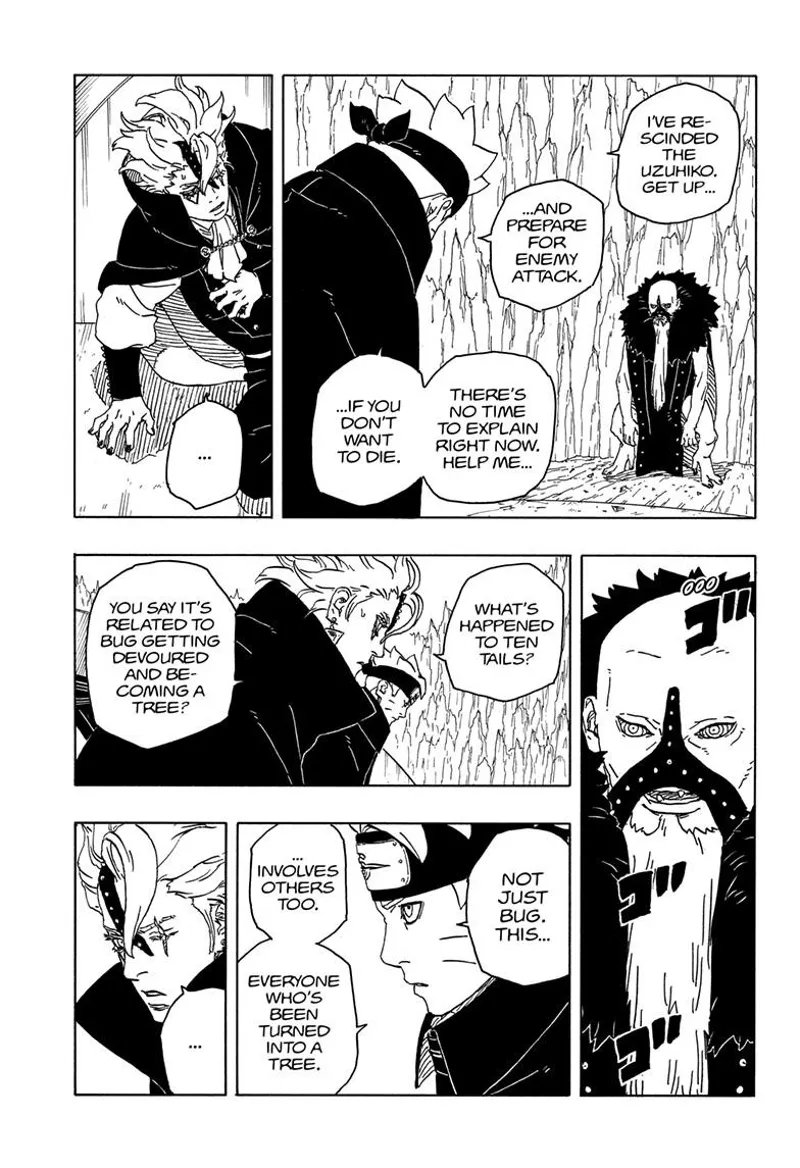 I'VE RE-
SCINDED
THE
UZUHIKO.
GET UP...
...AND
PREPARE
FOR
ENEMY
ATTACK.
THERE'S
NO TIME
TO EXPLAIN
RIGHT NOW.
HELP ME...
...IF YOU
DON'T
WANT
TO DIE.
...
ゴ
ゴ
ゴ
WHAT'S
HAPPENED
TO TEN
TAILS?
YOU SAY IT'S
RELATED TO
BUG GETTING
DEVOURED
AND BE-
COMING A
TREE?
NOT
JUST
BUG.
THIS...
...
INVOLVES
OTHERS
TOO.
EVERYONE
WHO'S
BEEN
TURNED
INTO A
TREE.
...